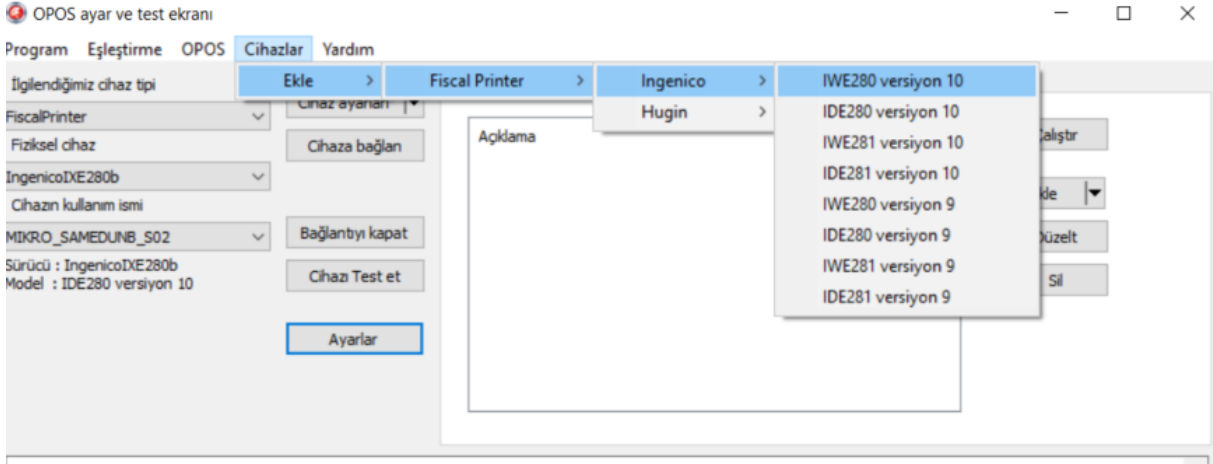 OPOS ayar ve test ekranı
Program Eşleştirme OPOS Cihazlar Yardım
İlgilendiğimiz cihaz tipi
FiscalPrinter
Fiziksel cihaz
IngenicoIXE280b
Cihazın kullanım ismi
MIKRO_SAMEDUNB_S02
Sürücü : IngenicoIXE280b
Model : IDE280 versiyon 10
Ekle
Cihaz ayarları
Cihaza bağlan
Bağlantıyı kapat
Cihazı Test et
Ayarlar
Fiscal Printer
Açıklama
Ingenico
Hugin
IWE280 versiyon 10
IDE280 versiyon 10
IWE281 versiyon 10
IDE281 versiyon 10
IWE280 versiyon 9
IDE280 versiyon 9
IWE281 versiyon 9
IDE281 versiyon 9
Çalıştır
Ekle
Düzelt
Sil